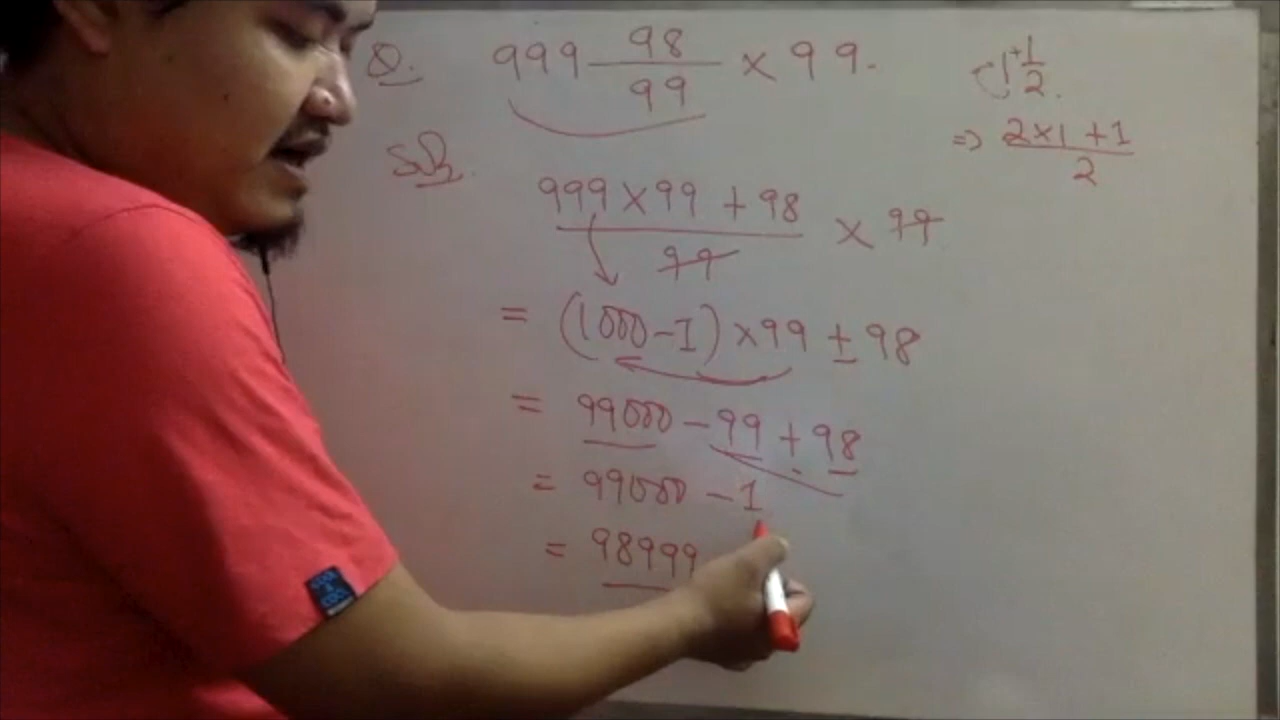 Q. 999 98/99 × 99.
Sol.
(999 × 99 + 98)/99 × 99
= (1000 - 1) × 99 + 98
= 99000 - 99 + 98
= 99000 - 1
= 98999
1 + 1/2.
⇒ (2×1 + 1)/2